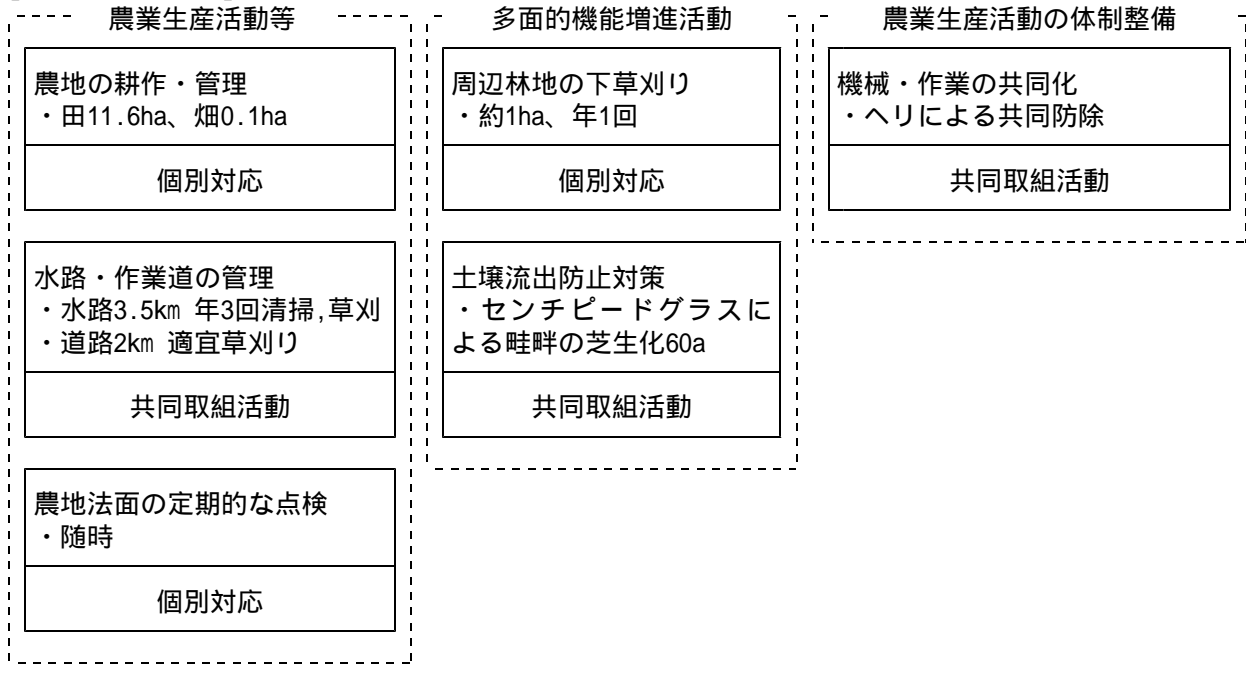 農業生産活動等
農地の耕作・管理
・田11.6ha、畑0.1ha
個別対応
水路・作業道の管理
・水路3.5㎞ 年3回清掃,草刈
・道路2㎞ 適宜草刈り
共同取組活動
農地法面の定期的な点検
・随時
個別対応
多面的機能増進活動
周辺林地の下草刈り
・約1ha、年1回
個別対応
土壌流出防止対策
・センチピードグラスに
よる畦畔の芝生化60a
共同取組活動
農業生産活動の体制整備
機械・作業の共同化
・ヘリによる共同防除
共同取組活動